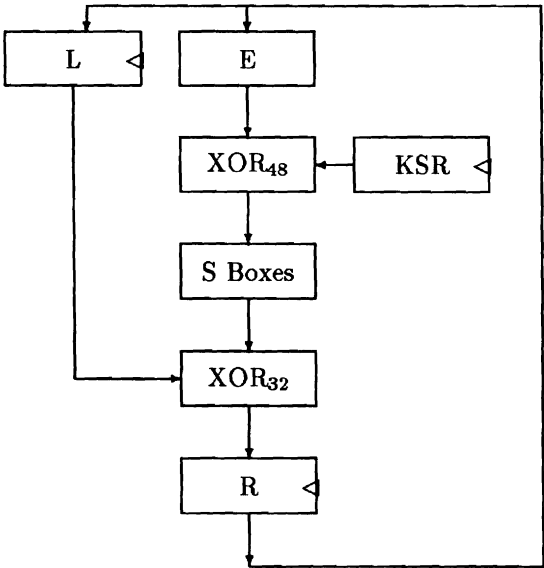 L
E
XOR₄₈
KSR
S Boxes
XOR₃₂
R